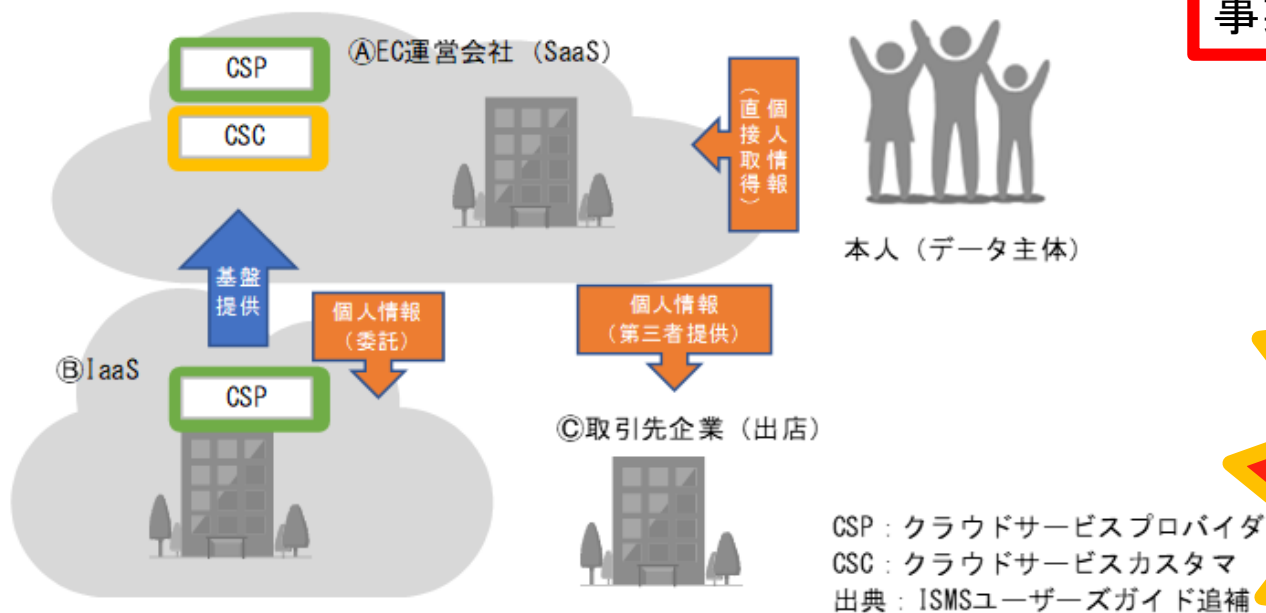 CSP
ⒶEC運営会社（SaaS）
CSC
個人情報
（直接取得）
本人（データ主体）
基盤
提供
個人情報
（委託）
個人情報
（第三者提供）
ⒷIaaS
CSP
Ⓒ取引先企業（出店）
CSP：クラウドサービスプロバイダ
CSC：クラウドサービスカスタマ
出典：ISMSユーザーズガイド追補